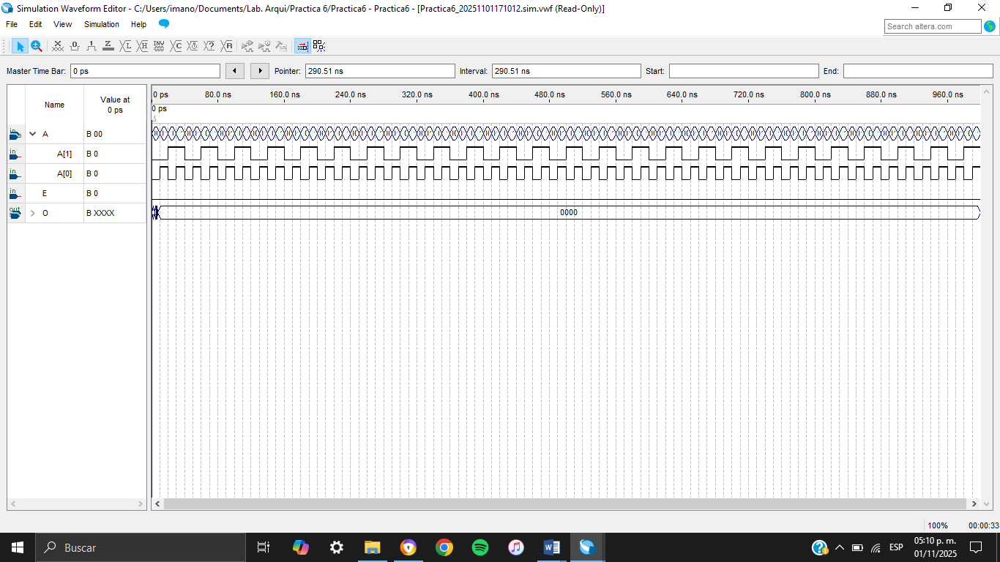 Simulation Waveform Editor - C:/Users/imano/Documents/Lab. Arqui/Practica 6/Practica6 - Practica6 - [Practica6_20251101171012.sim.vwf (Read-Only)]
File Edit View Simulation Help
Search altera.com
Master Time Bar: 0 ps Pointer: 290.51 ns Interval: 290.51 ns Start: End:
Name Value at 0 ps
0 ps 80.0 ns 160.0 ns 240.0 ns 320.0 ns 400.0 ns 480.0 ns 560.0 ns 640.0 ns 720.0 ns 800.0 ns 880.0 ns 960.0 ns
0 ps
in A B 00
in A[1] B 0
in A[0] B 0
in E B 0
out O B XXXX 0000
100% 00:00:33
Buscar
ESP
05:10 p. m.
01/11/2025